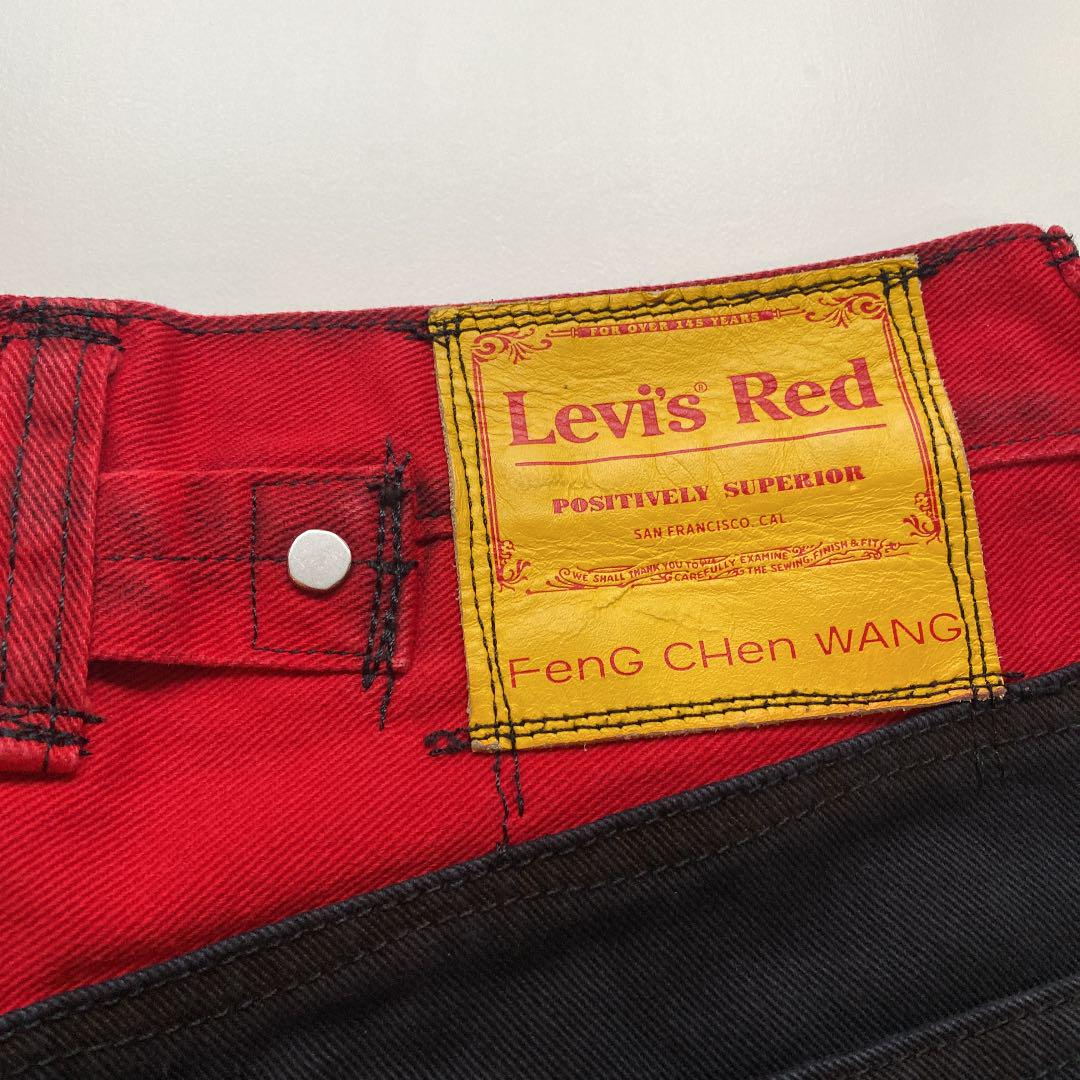 FOR OVER 145 YEARS
Levi's® Red
POSITIVELY SUPERIOR
SAN FRANCISCO. CAL
WE SHALL THANK YOU TO CAREFULLY EXAMINE THE SEWING, FINISH & FIT
FenG CHen WANG